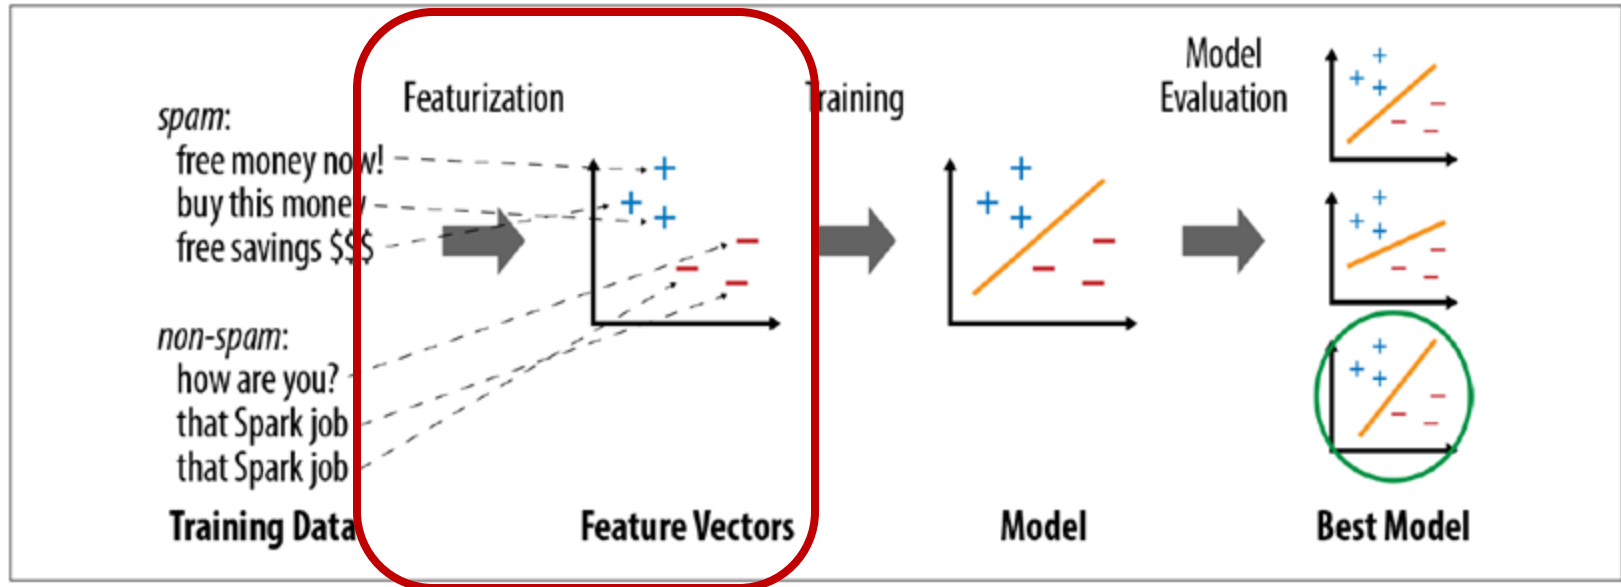 spam:
free money now!
buy this money
free savings $$$
non-spam:
how are you?
that Spark job
that Spark job
Training Data
Featurization
Feature Vectors
Training
Model
Model
Evaluation
Best Model